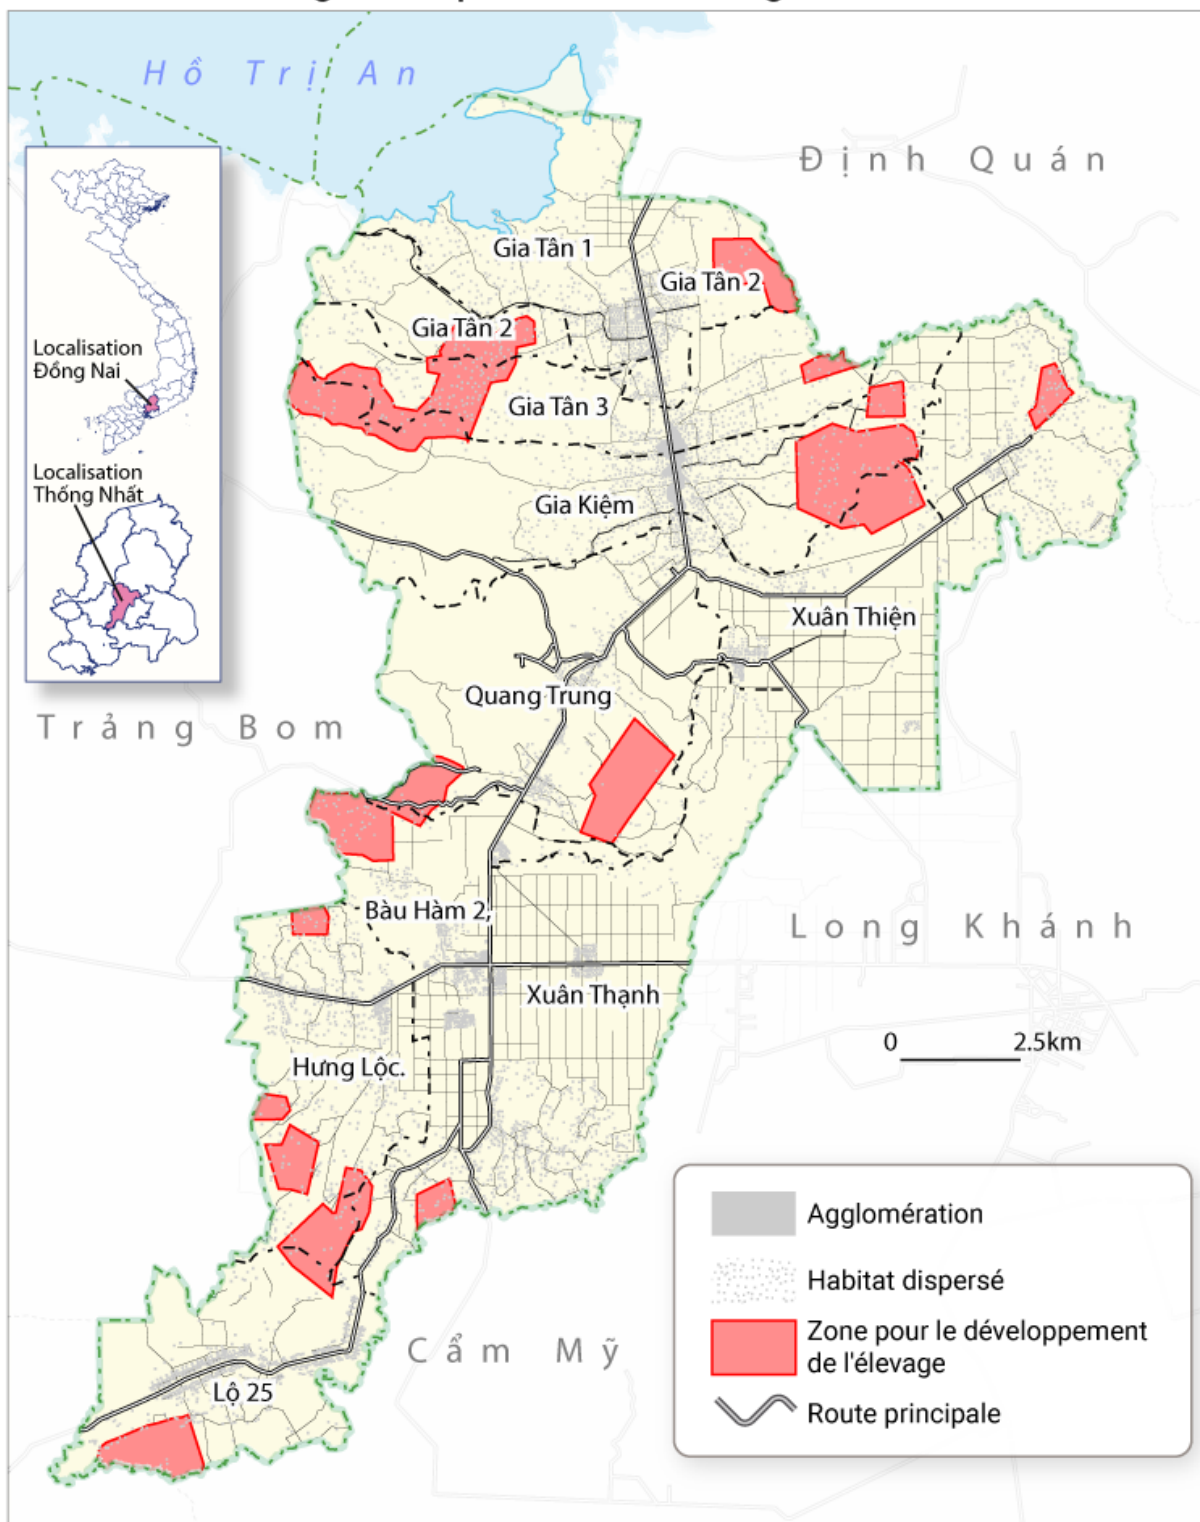 Hồ Trị An
Định Quán
Gia Tân 1
Gia Tân 2
Gia Tân 2
Localisation
Đồng Nai
Gia Tân 3
Localisation
Thống Nhất
Gia Kiệm
Xuân Thiện
Quang Trung
Trảng Bom
Bàu Hàm 2,
Long Khánh
Xuân Thạnh
0 2.5km
Hưng Lộc.
Agglomération
Habitat dispersé
Zone pour le développement
de l'élevage
Route principale
Cẩm Mỹ
Lộ 25